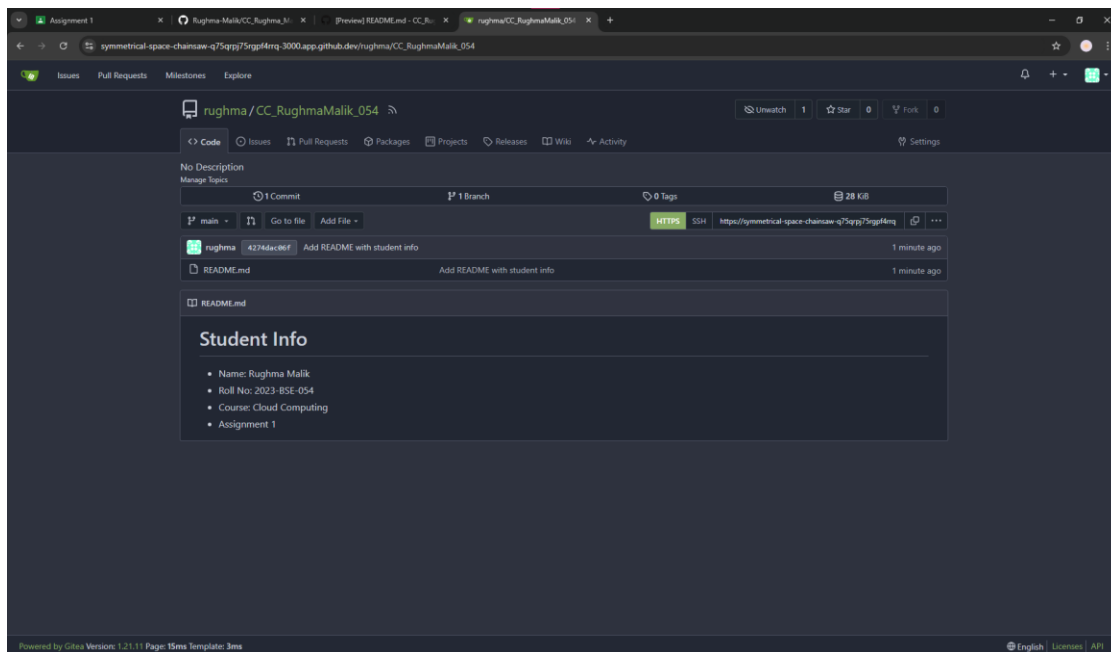 Assignment 1 Rughma-Malik/CC_Rughma_M [Preview] README.md - CC_Ru rughma/CC_RughmaMalik_054
symmetrical-space-chainsaw-q75qrpj75rgpf4rrq-3000.app.github.dev/rughma/CC_RughmaMalik_054
Issues Pull Requests Milestones Explore
rughma / CC_RughmaMalik_054 Unwatch 1 Star 0 Fork 0
Code Issues Pull Requests Packages Projects Releases Wiki Activity Settings
No Description
Manage Topics
1 Commit 1 Branch 0 Tags 28 KiB
main Go to file Add File HTTPS SSH https://symmetrical-space-chainsaw-q75qrpj75rgpf4rrq
rughma 4274dac06f Add README with student info 1 minute ago
README.md Add README with student info 1 minute ago
README.md
Student Info
• Name: Rughma Malik
• Roll No: 2023-BSE-054
• Course: Cloud Computing
• Assignment 1
Powered by Gitea Version: 1.21.11 Page: 15ms Template: 3ms English Licenses API